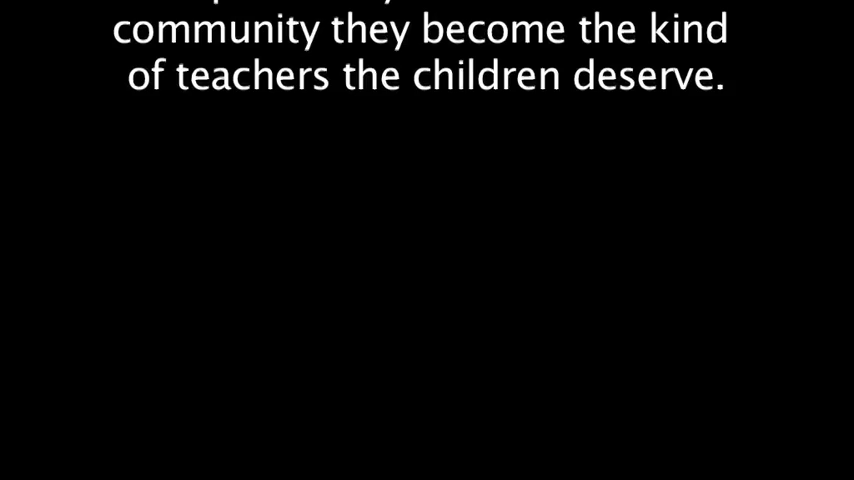 community they become the kind
of teachers the children deserve.